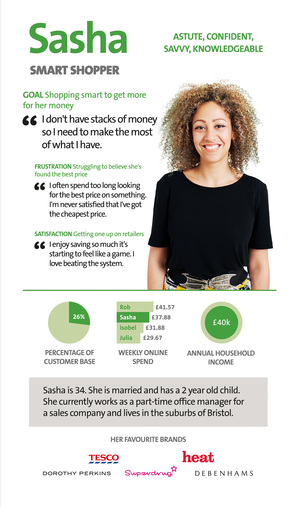 Sasha
ASTUTE, CONFIDENT,
SAVVY, KNOWLEDGEABLE
SMART SHOPPER
GOAL Shopping smart to get more
for her money
“ I don't have stacks of money
so I need to make the most
of what I have.
FRUSTRATION Struggling to believe she's
found the best price
“ I often spend too long looking
for the best price on something.
I'm never satisfied that I've got
the cheapest price.
SATISFACTION Getting one up on retailers
“ I enjoy saving so much it's
starting to feel like a game. I
love beating the system.
26%
PERCENTAGE OF
CUSTOMER BASE
Rob £41.57
Sasha £37.88
Isobel £31.88
Julia £29.67
WEEKLY ONLINE
SPEND
£40k
ANNUAL HOUSEHOLD
INCOME
Sasha is 34. She is married and has a 2 year old child.
She currently works as a part-time office manager for
a sales company and lives in the suburbs of Bristol.
HER FAVOURITE BRANDS
TESCO
heat
DOROTHY PERKINS
Superdrug
DEBENHAMS